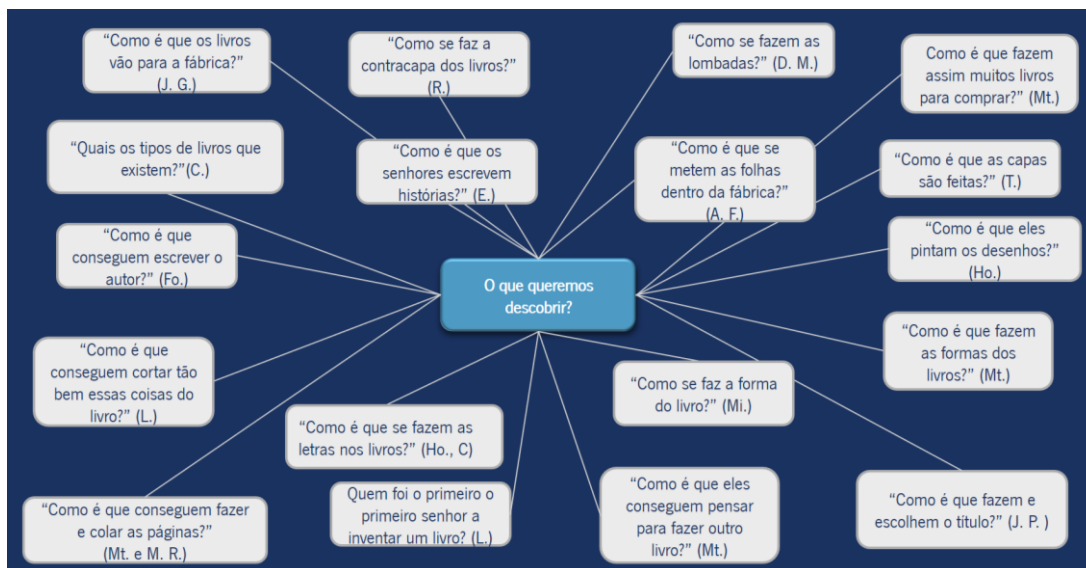 “Como é que os livros
vão para a fábrica?”
(J. G.)
“Como se faz a
contracapa dos livros?”
(R.)
“Como se fazem as
lombadas?” (D. M.)
Como é que fazem
assim muitos livros
para comprar?” (Mt.)
“Quais os tipos de livros que
existem?”(C.)
“Como é que os
senhores escrevem
histórias?” (E.)
“Como é que se
metem as folhas
dentro da fábrica?”
(A. F.)
“Como é que as capas
são feitas?” (T.)
“Como é que
conseguem escrever o
autor?” (Fo.)
O que queremos
descobrir?
“Como é que eles
pintam os desenhos?”
(Ho.)
“Como é que
conseguem cortar tão
bem essas coisas do
livro?” (L.)
“Como é que se fazem as
letras nos livros?” (Ho., C)
“Como se faz a forma
do livro?” (Mi.)
“Como é que fazem
as formas dos
livros?” (Mt.)
“Como é que conseguem fazer
e colar as páginas?”
(Mt. e M. R.)
Quem foi o primeiro o
primeiro senhor a
inventar um livro? (L.)
“Como é que eles
conseguem pensar
para fazer outro
livro?” (Mt.)
“Como é que fazem e
escolhem o título?” (J. P. )